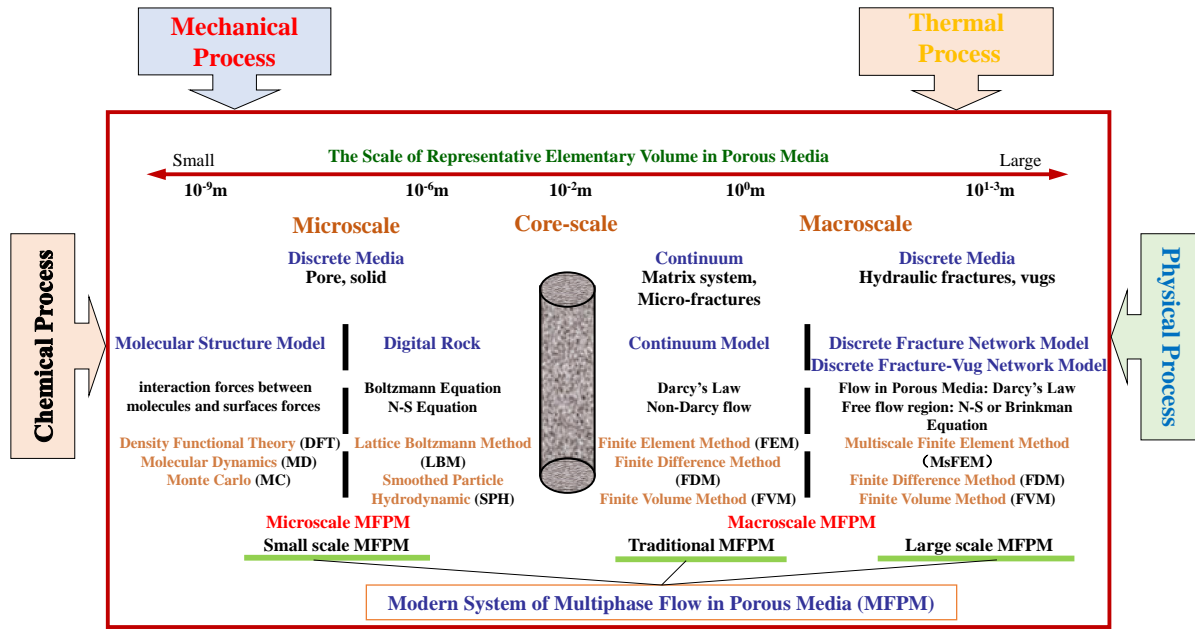 Mechanical
Process
Thermal
Process
Chemical Process
Physical Process
The Scale of Representative Elementary Volume in Porous Media
Small
Large
10-9m
10-6m
10-2m
100m
101-3m
Microscale
Core-scale
Macroscale
Discrete Media
Pore, solid
Continuum
Matrix system,
Micro-fractures
Discrete Media
Hydraulic fractures, vugs
Molecular Structure Model
interaction forces between
molecules and surfaces forces
Density Functional Theory (DFT)
Molecular Dynamics (MD)
Monte Carlo (MC)
Digital Rock
Boltzmann Equation
N-S Equation
Lattice Boltzmann Method
(LBM)
Smoothed Particle
Hydrodynamic (SPH)
Continuum Model
Darcy's Law
Non-Darcy flow
Finite Element Method (FEM)
Finite Difference Method
(FDM)
Finite Volume Method (FVM)
Discrete Fracture Network Model
Discrete Fracture-Vug Network Model
Flow in Porous Media: Darcy's Law
Free flow region: N-S or Brinkman
Equation
Multiscale Finite Element Method
(MsFEM)
Finite Difference Method (FDM)
Finite Volume Method (FVM)
Microscale MFPM
Macroscale MFPM
Small scale MFPM
Traditional MFPM
Large scale MFPM
Modern System of Multiphase Flow in Porous Media (MFPM)